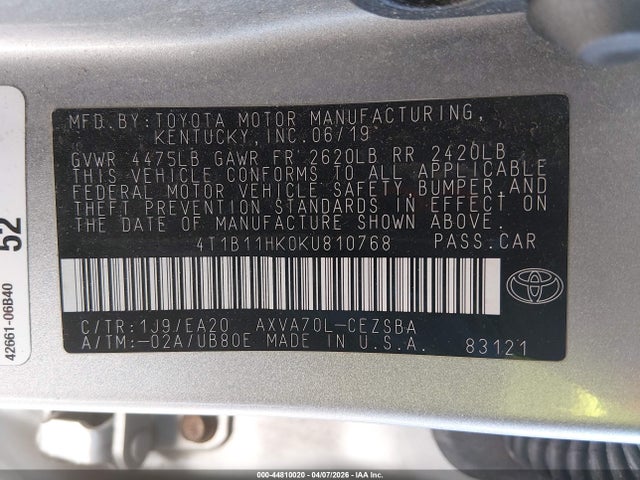 MFD.BY:TOYOTA MOTOR MANUFACTURING,
KENTUCKY,INC.06/19
GVWR 4475LB GAWR FR 2620LB RR 2420LB
THIS VEHICLE CONFORMS TO ALL APPLICABLE
FEDERAL MOTOR VEHICLE SAFETY,BUMPER,AND
THEFT PREVENTION STANDARDS IN EFFECT ON
THE DATE OF MANUFACTURE SHOWN ABOVE.
4T1B11HK0KU810768 PASS.CAR
C/TR:1J9/EA20 AXVA70L-CEZSBA
A/TM:-02A/UB80E MADE IN U.S.A. 83121
52
42661-06B40
000-44810020 | 04/07/2026 | IAA Inc.